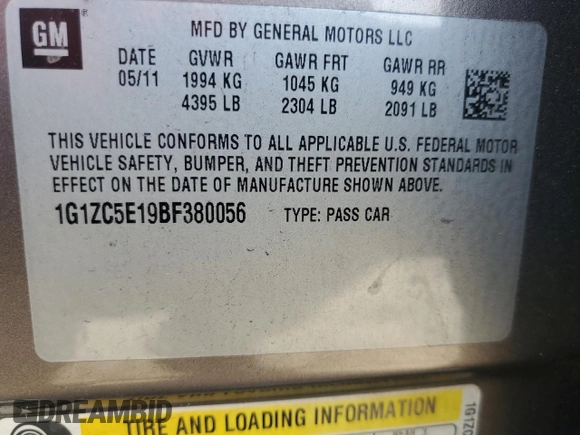 GM
MFD BY GENERAL MOTORS LLC
DATE GVWR GAWR FRT GAWR RR
05/11 1994 KG 1045 KG 949 KG
4395 LB 2304 LB 2091 LB
THIS VEHICLE CONFORMS TO ALL APPLICABLE U.S. FEDERAL MOTOR
VEHICLE SAFETY, BUMPER, AND THEFT PREVENTION STANDARDS IN
EFFECT ON THE DATE OF MANUFACTURE SHOWN ABOVE.
1G1ZC5E19BF380056 TYPE: PASS CAR
TIRE AND LOADING INFORMATION
1G1ZC
DREAMBID